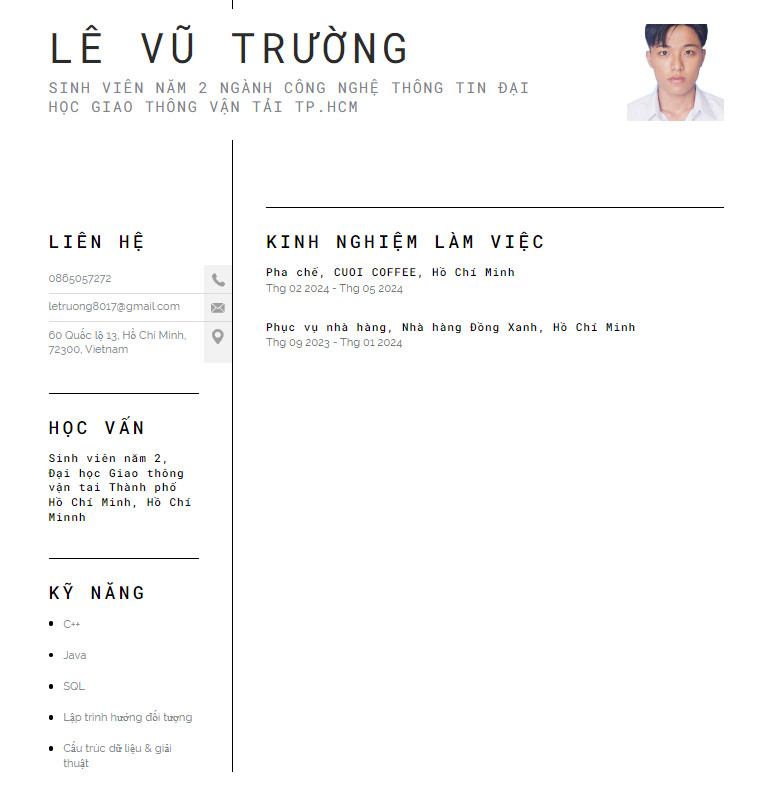 LÊ VŨ TRƯỜNG
SINH VIÊN NĂM 2 NGÀNH CÔNG NGHỆ THÔNG TIN ĐẠI
HỌC GIAO THÔNG VẬN TẢI TP.HCM
LIÊN HỆ
0865057272
letruong8017@gmail.com
60 Quốc lộ 13, Hồ Chí Minh,
72300, Vietnam
HỌC VẤN
Sinh viên năm 2,
Đại học Giao thông
vận tai Thành phố
Hồ Chí Minh, Hồ Chí
Minnh
KỸ NĂNG
C++
Java
SQL
Lập trình hướng đối tượng
Cấu trúc dữ liệu & giải
thuật
KINH NGHIỆM LÀM VIỆC
Pha chế, CUOI COFFEE, Hồ Chí Minh
Thg 02 2024 - Thg 05 2024
Phục vụ nhà hàng, Nhà hàng Đồng Xanh, Hồ Chí Minh
Thg 09 2023 - Thg 01 2024